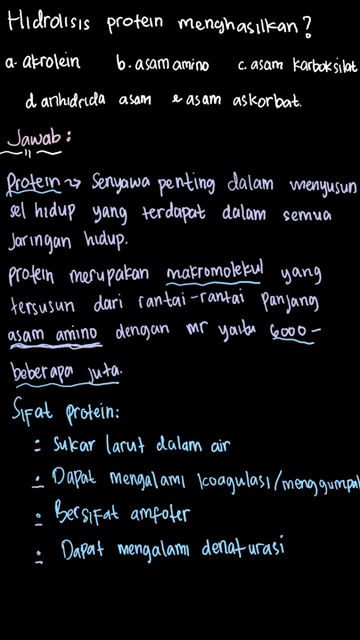 Hidrolisis protein menghasilkan?
a. akrolein b. asam amino c. asam karboksilat
d anhidrida asam e asam askorbat.
Jawab:
Protein → Senyawa penting dalam menyusun
sel hidup yang terdapat dalam semua
jaringan hidup.
Protein merupakan makromolekul yang
tersusun dari rantai-rantai panjang
asam amino dengan mr yaitu 6000-
beberapa juta.
Sifat protein:
- Sukar larut dalam air
- Dapat mengalami koagulasi/menggumpal
- Bersifat amfoter
- Dapat mengalami denaturasi